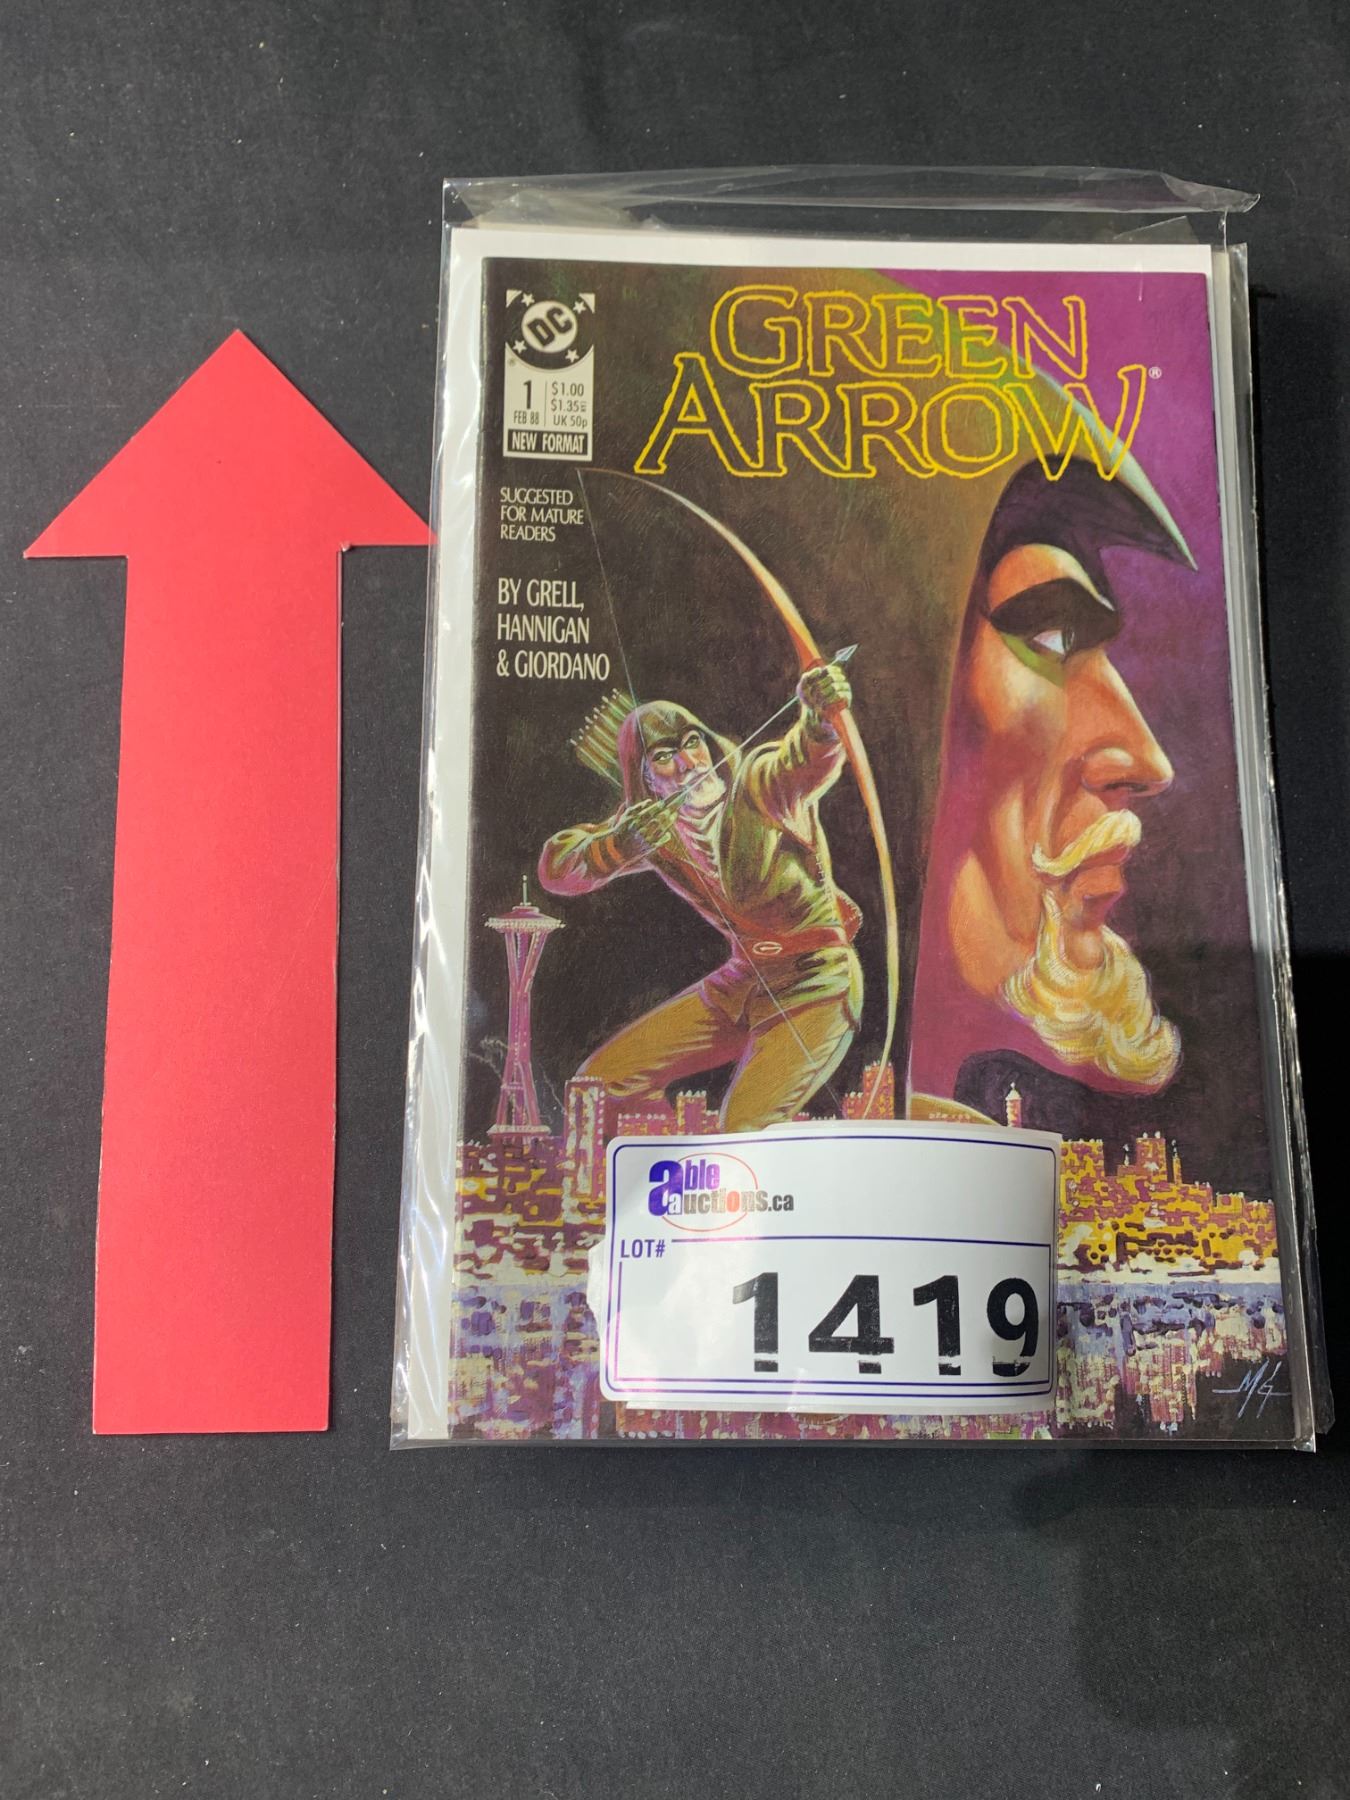 GREEN
ARROW®
DC
®
1
$1.00
$1.35
FEB 88
UK 50p
NEW FORMAT
SUGGESTED
FOR MATURE
READERS
BY GRELL,
HANNIGAN
& GIORDANO
able
auctions.ca
LOT#
1419
MG